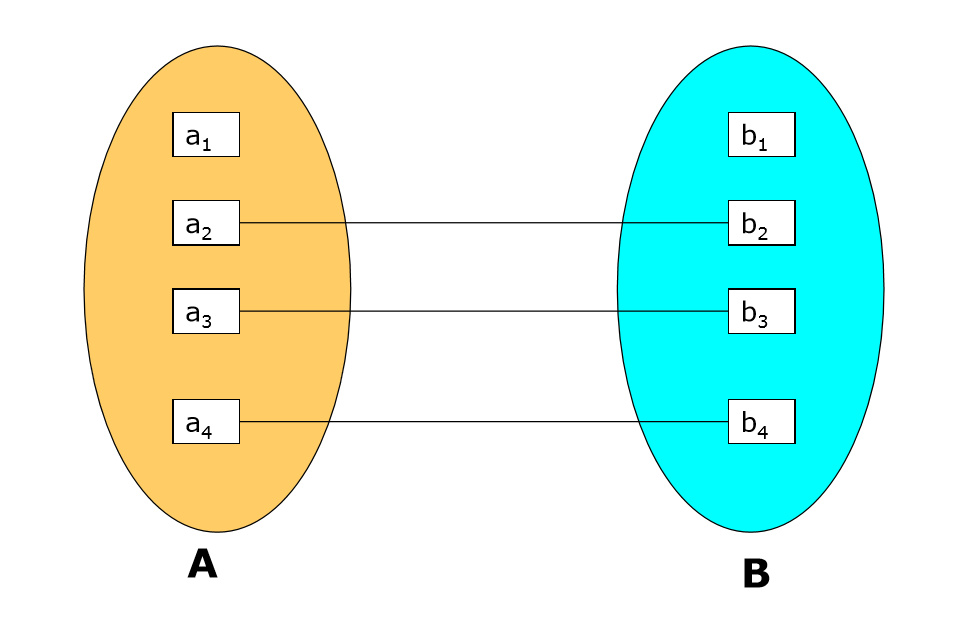 a₁ b₁
a₂ b₂
a₃ b₃
a₄ b₄
A B